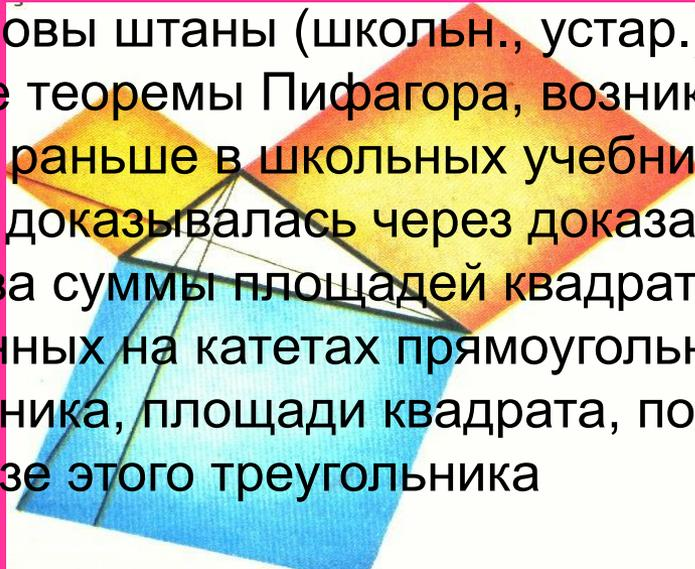 овы штаны (школьн., устар.
е теоремы Пифагора, возник
раньше в школьных учебни
доказывалась через доказа
ва суммы площадей квадрат
нных на катетах прямоугольн
ника, площади квадрата, по
зе этого треугольника